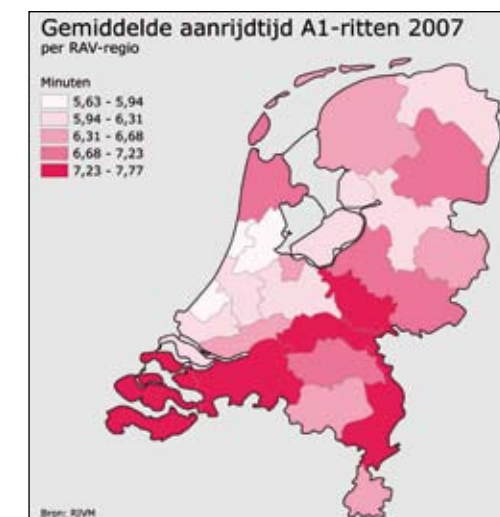 Gemiddelde aanrijdtijd A1-ritten 2007
per RAV-regio
Minuten
5,63 - 5,94
5,94 - 6,31
6,31 - 6,68
6,68 - 7,23
7,23 - 7,77
Bron: RIVM